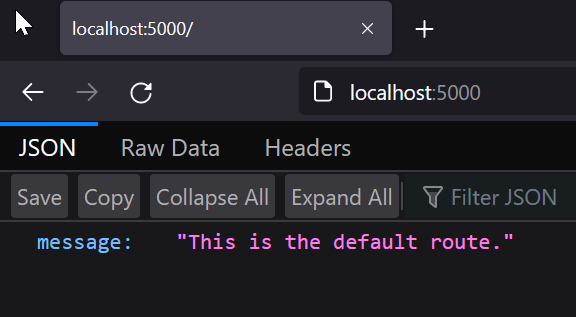 localhost:5000/
localhost:5000
JSON Raw Data Headers
Save Copy Collapse All Expand All Filter JSON
message: "This is the default route."